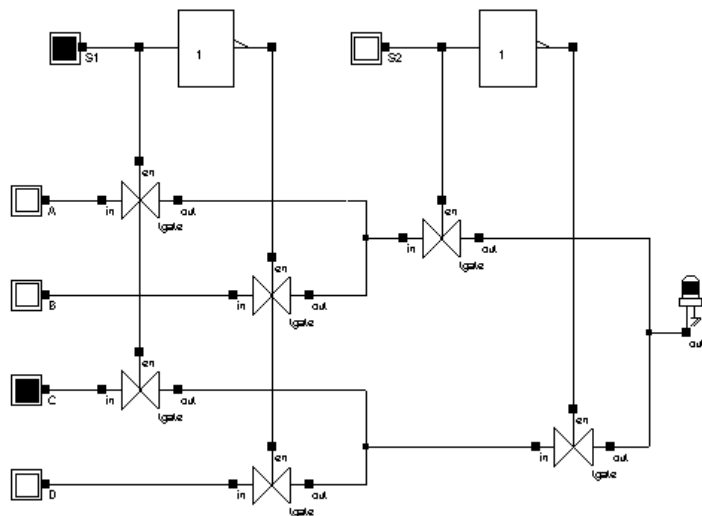 S1 1 S2 1
en
A in out en
tgate in out
en tgate
B in out
tgate out
en
C in out en
tgate in out
en tgate
D in out
tgate